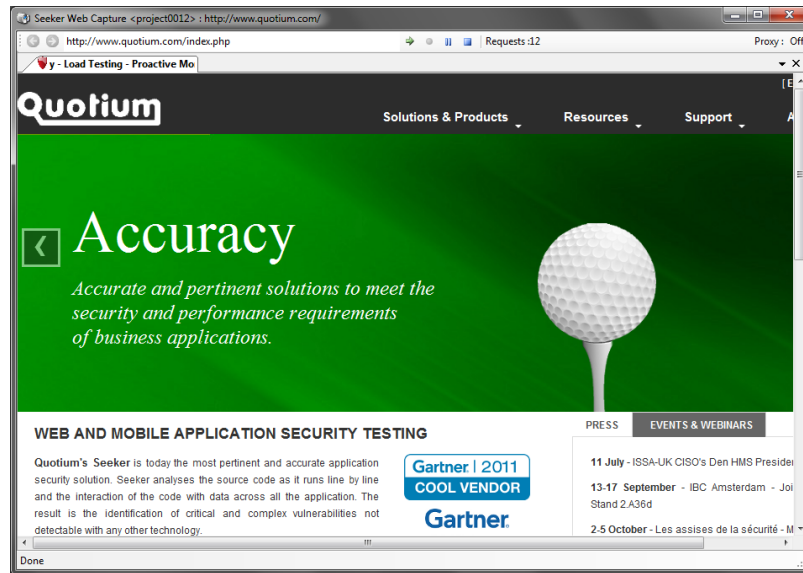 Seeker Web Capture <project0012> : http://www.quotium.com/
http://www.quotium.com/index.php
Requests :12
Proxy : Off
y - Load Testing - Proactive Mo
[ E
Quotium
Solutions & Products
Resources
Support
A
Accuracy
Accurate and pertinent solutions to meet the
security and performance requirements
of business applications.
WEB AND MOBILE APPLICATION SECURITY TESTING
Quotium's Seeker is today the most pertinent and accurate application
security solution. Seeker analyses the source code as it runs line by line
and the interaction of the code with data across all the application. The
result is the identification of critical and complex vulnerabilities not
detectable with any other technology.
Gartner | 2011
COOL VENDOR
Gartner
PRESS
EVENTS & WEBINARS
11 July - ISSA-UK CISO's Den HMS Presiden
13-17 September - IBC Amsterdam - Joi
Stand 2.A36d
2-5 October - Les assises de la sécurité - M
Done